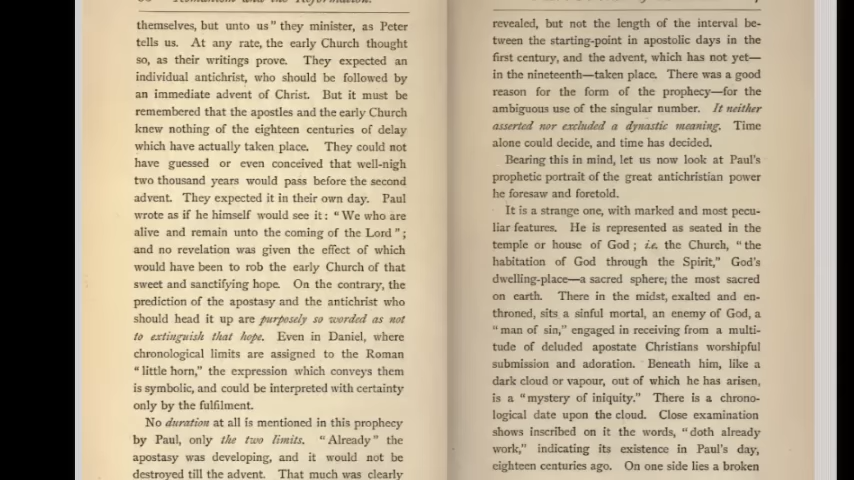 themselves, but unto us" they minister, as Peter
tells us. At any rate, the early Church thought
so, as their writings prove. They expected an
individual antichrist, who should be followed by
an immediate advent of Christ. But it must be
remembered that the apostles and the early Church
knew nothing of the eighteen centuries of delay
which have actually taken place. They could not
have guessed or even conceived that well-nigh
two thousand years would pass before the second
advent. They expected it in their own day. Paul
wrote as if he himself would see it: "We who are
alive and remain unto the coming of the Lord";
and no revelation was given the effect of which
would have been to rob the early Church of that
sweet and sanctifying hope. On the contrary, the
prediction of the apostasy and the antichrist who
should head it up are purposely so worded as not
to extinguish that hope. Even in Daniel, where
chronological limits are assigned to the Roman
"little horn," the expression which conveys them
is symbolic, and could be interpreted with certainty
only by the fulfilment.
No duration at all is mentioned in this prophecy
by Paul, only the two limits. "Already" the
apostasy was developing, and it would not be
destroyed till the advent. That much was clearly
revealed, but not the length of the interval be-
tween the starting-point in apostolic days in the
first century, and the advent, which has not yet—
in the nineteenth—taken place. There was a good
reason for the form of the prophecy—for the
ambiguous use of the singular number. It neither
asserted nor excluded a dynastic meaning. Time
alone could decide, and time has decided.
Bearing this in mind, let us now look at Paul's
prophetic portrait of the great antichristian power
he foresaw and foretold.
It is a strange one, with marked and most pecu-
liar features. He is represented as seated in the
temple or house of God; i.e. the Church, "the
habitation of God through the Spirit," God's
dwelling-place—a sacred sphere; the most sacred
on earth. There in the midst, exalted and en-
throned, sits a sinful mortal, an enemy of God, a
"man of sin," engaged in receiving from a multi-
tude of deluded apostate Christians worshipful
submission and adoration. Beneath him, like a
dark cloud or vapour, out of which he has arisen,
is a "mystery of iniquity." There is a chrono-
logical date upon the cloud. Close examination
shows inscribed on it the words, "doth already
work," indicating its existence in Paul's day,
eighteen centuries ago. On one side lies a broken